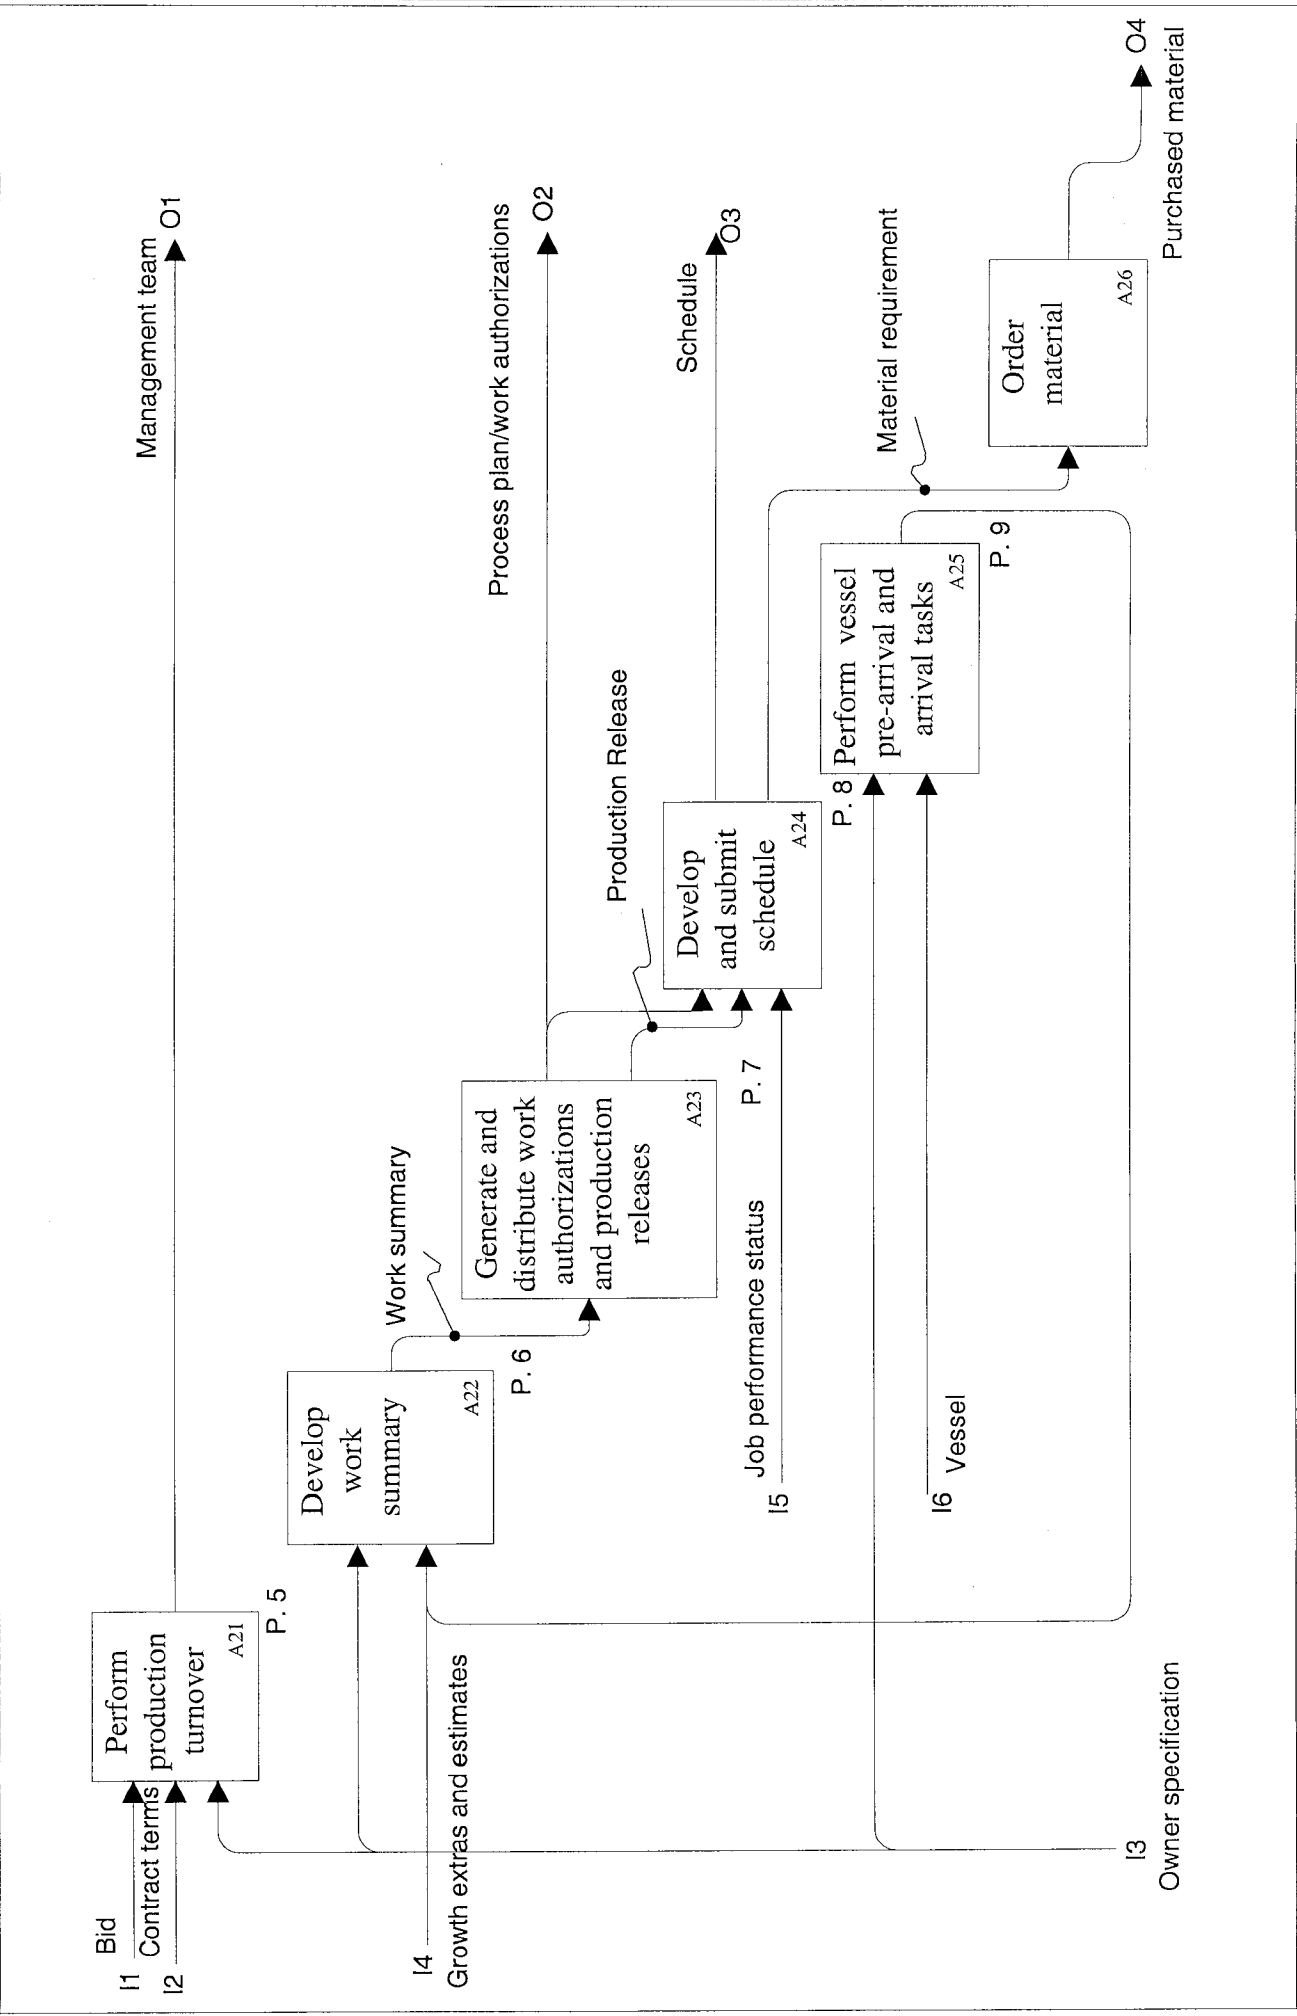 I1
Bid
I2
Contract terms
Perform
production
turnover
A21
P. 5
Management team
O1
I4
Growth extras and estimates
Develop
work
summary
A22
P. 6
Work summary
Generate and
distribute work
authorizations
and production
releases
A23
P. 7
Process plan/work authorizations
O2
Production Release
I5
Job performance status
Develop
and submit
schedule
A24
P. 8
Schedule
O3
I6
Vessel
Perform vessel
pre-arrival and
arrival tasks
A25
P. 9
Material requirement
Order
material
A26
O4
Purchased material
I3
Owner specification